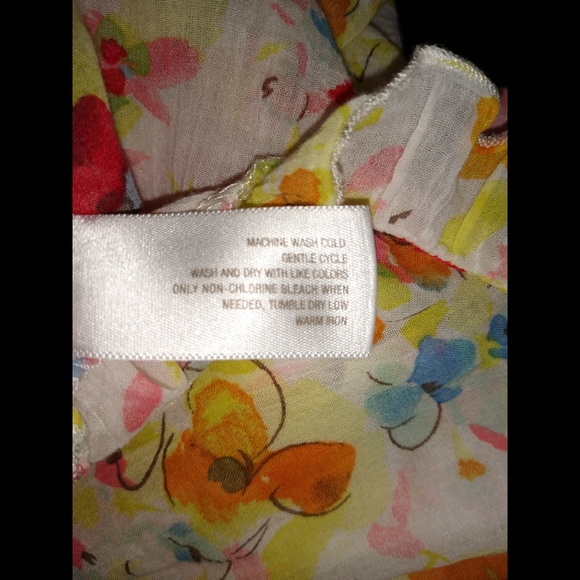 MACHINE WASH COLD
GENTLE CYCLE
WASH AND DRY WITH LIKE COLORS
ONLY NON-CHLORINE BLEACH WHEN
NEEDED, TUMBLE DRY LOW
WARM IRON